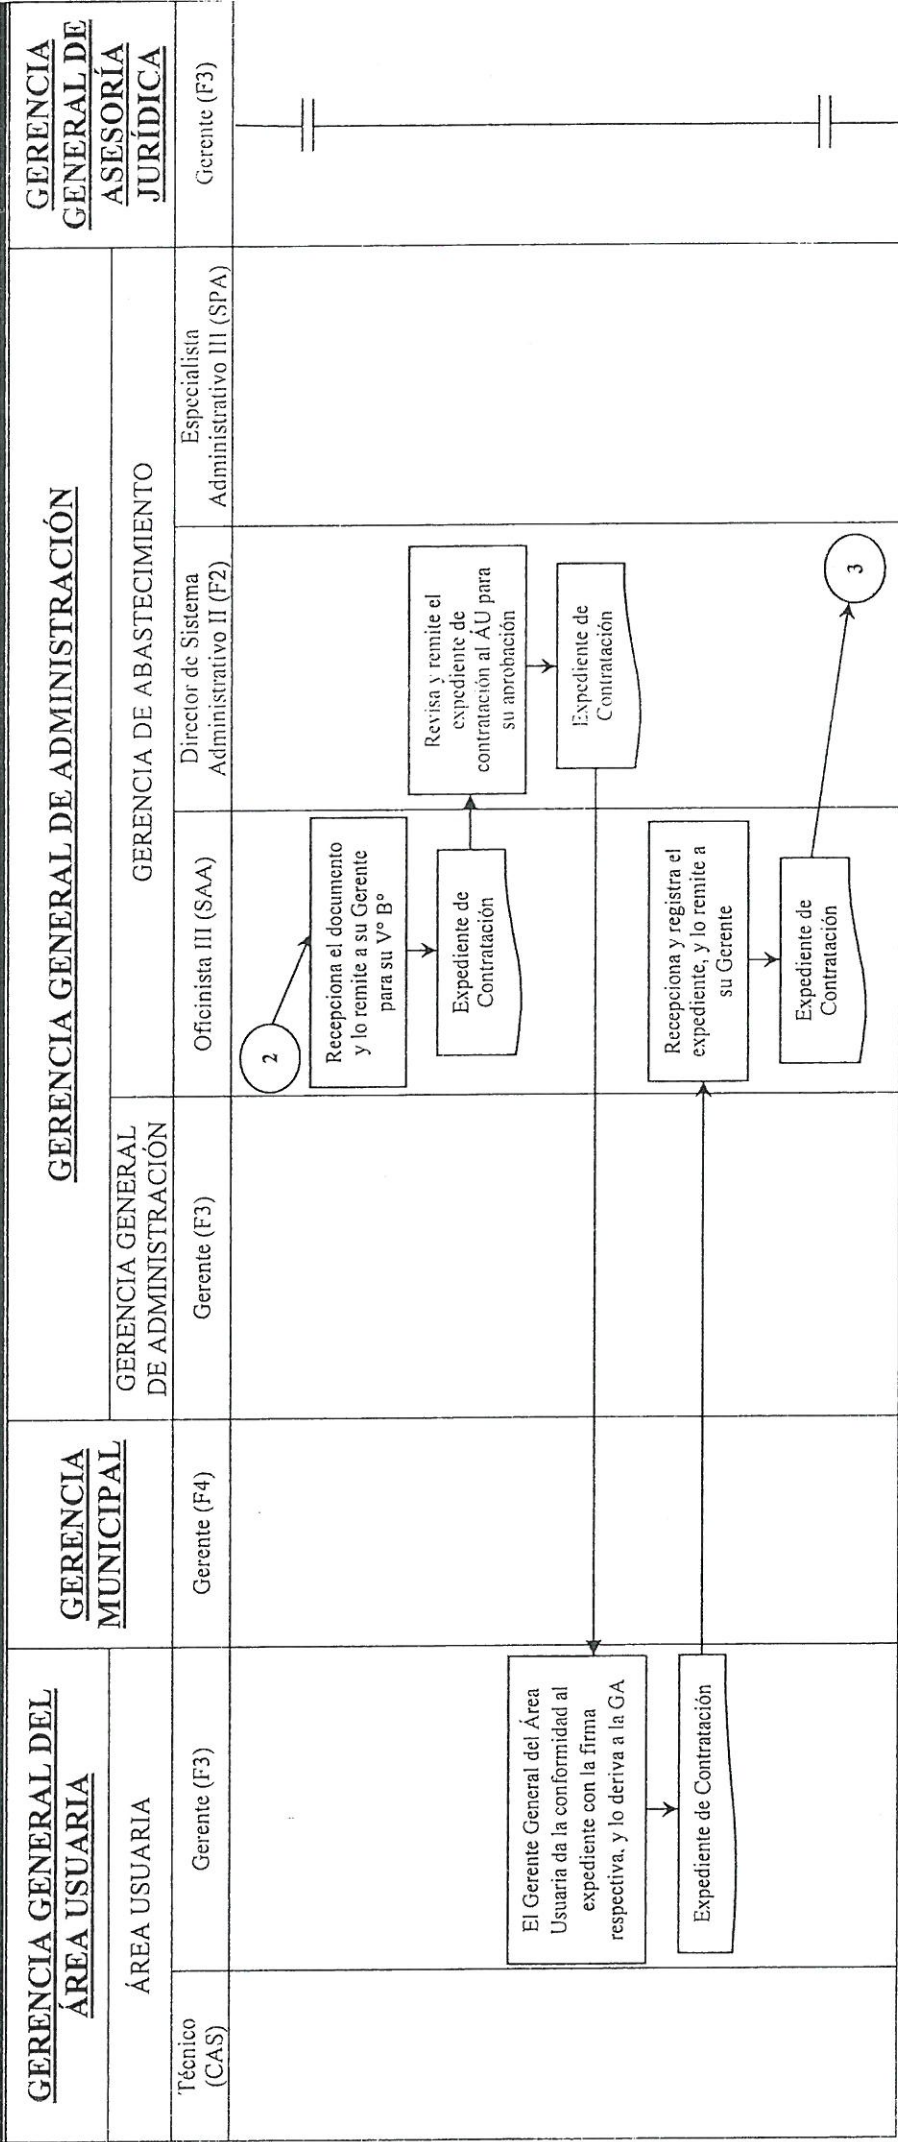 GERENCIA GENERAL DEL
ÁREA USUARIA
GERENCIA
MUNICIPAL
GERENCIA GENERAL DE ADMINISTRACIÓN
GERENCIA
GENERAL DE
ASESORÍA
JURÍDICA
ÁREA USUARIA
GERENCIA GENERAL
DE ADMINISTRACIÓN
GERENCIA DE ABASTECIMIENTO
Técnico
(CAS)
Gerente (F3)
Gerente (F4)
Gerente (F3)
Oficinista III (SAA)
Director de Sistema
Administrativo II (F2)
Especialista
Administrativo III (SPA)
Gerente (F3)
2
Recepciona el documento
y lo remite a su Gerente
para su V° B°
Expediente de
Contratación
Revisa y remite el
expediente de
contratación al ÁU para
su aprobación
Expediente de
Contratación
El Gerente General del Área
Usuaria da la conformidad al
expediente con la firma
respectiva, y lo deriva a la GA
Expediente de Contratación
Recepciona y registra el
expediente, y lo remite a
su Gerente
Expediente de
Contratación
3